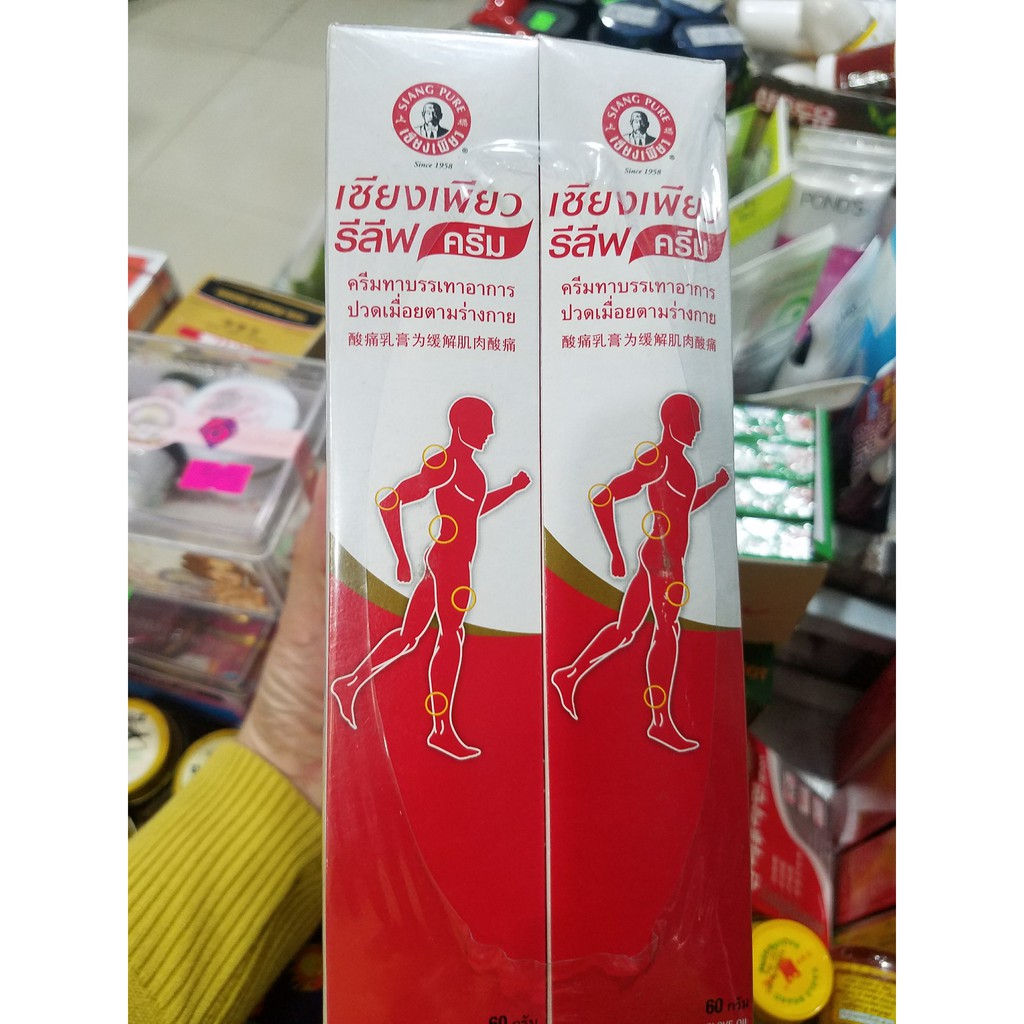 SIANG PURE
เซียงเพียว
®
Since 1958
เซียงเพียว
รีลีฟ ครีม
ครีมทาบรรเทาอาการ
ปวดเมื่อยตามร่างกาย
酸痛乳膏为缓解肌肉酸痛
60 กรัม
SIANG PURE
เซียงเพียว
®
Since 1958
เซียงเพียว
รีลีฟ ครีม
ครีมทาบรรเทาอาการ
ปวดเมื่อยตามร่างกาย
酸痛乳膏为缓解肌肉酸痛
60 กรัม
POND'S